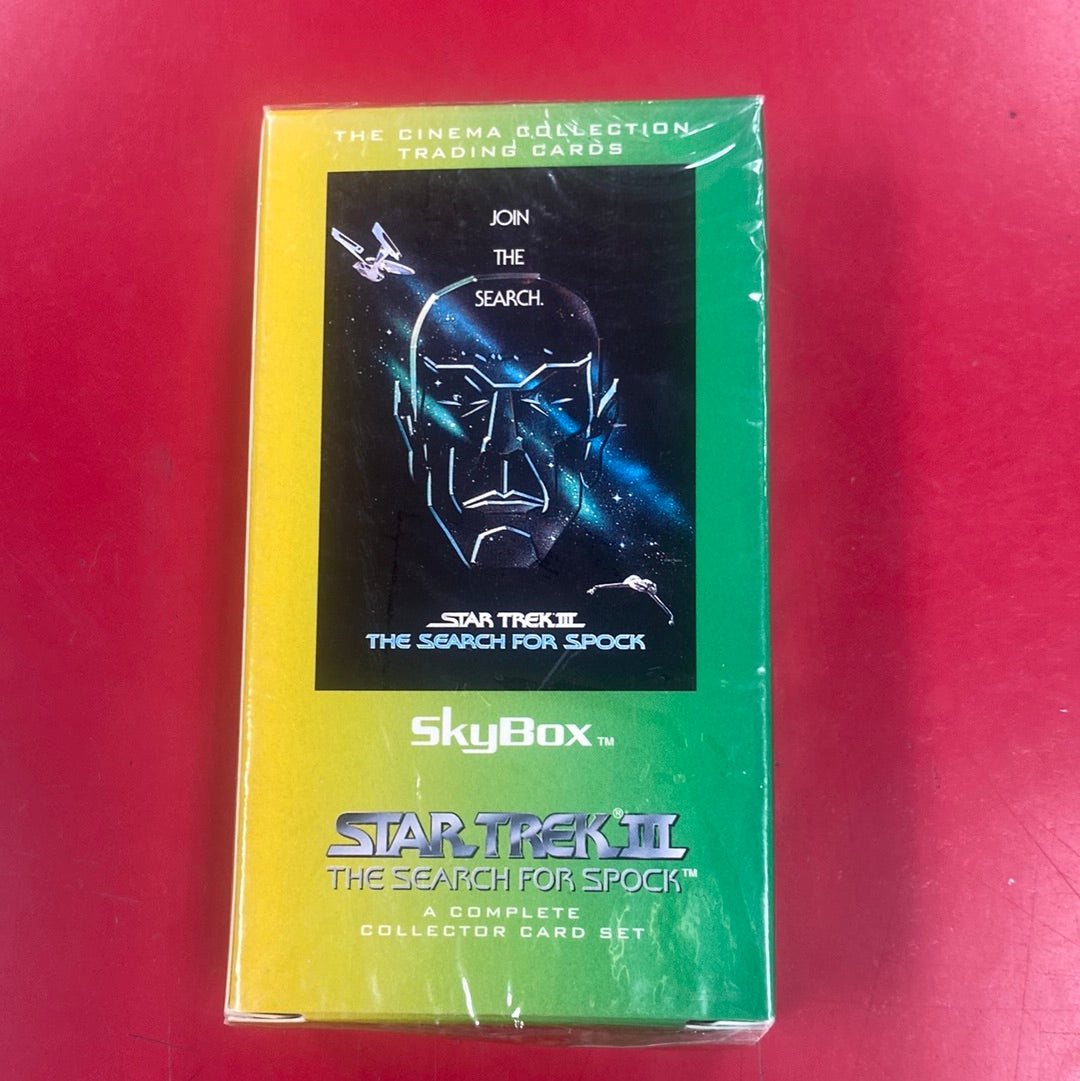 THE CINEMA COLLECTION
TRADING CARDS
JOIN
THE
SEARCH.
STAR TREK III
THE SEARCH FOR SPOCK
SkyBox™
STAR TREK® III
THE SEARCH FOR SPOCK™
A COMPLETE
COLLECTOR CARD SET